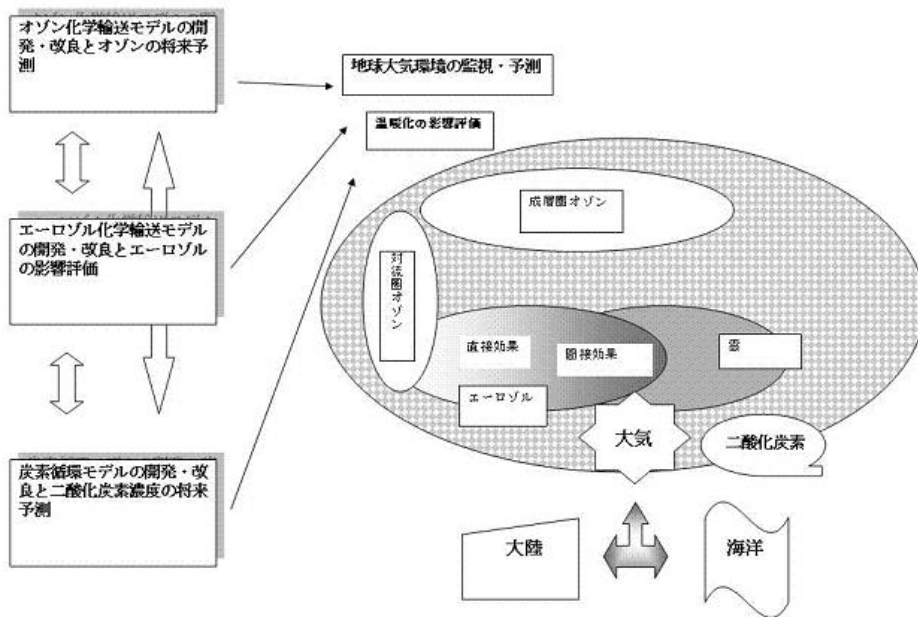 オゾン化学輸送モデルの開
発・改良とオゾンの将来予
測
エーロゾル化学輸送モデル
の開発・改良とエーロゾル
の影響評価
炭素循環モデルの開発・改
良と二酸化炭素濃度の将来
予測
地球大気環境の監視・予測
温暖化の影響評価
成層圏オゾン
対流圏オゾン
直接効果
間接効果
雲
エーロゾル
大気
二酸化炭素
大陸
海洋